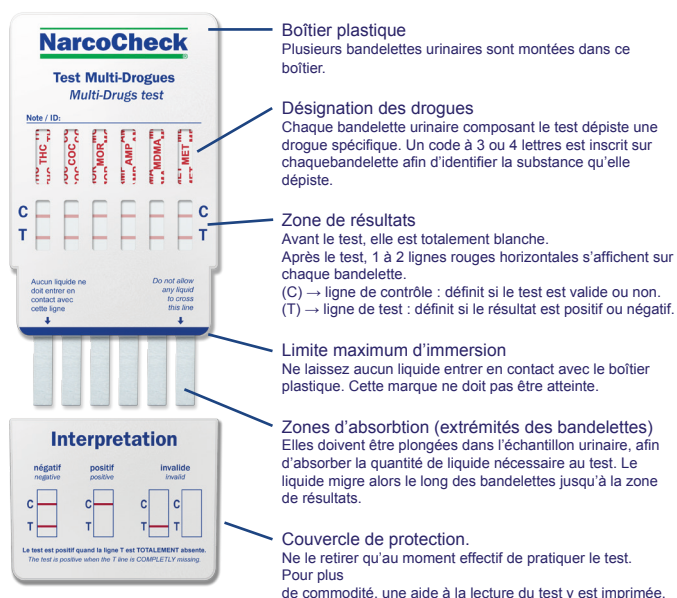 NarcoCheck
Test Multi-Drogues
Multi-Drugs test
Note / ID:
THC COC MOR AMP MDMA MET
C C
T T
Aucun liquide ne
doit entrer en
contact avec
cette ligne
Do not allow
any liquid
to cross
this line
Interpretation
négatif positif invalide
negative positive invalid
C C C C
T T T T
Le test est positif quand la ligne T est TOTALEMENT absente.
The test is positive when the T line is COMPLETLY missing.
Boîtier plastique
Plusieurs bandelettes urinaires sont montées dans ce
boîtier.
Désignation des drogues
Chaque bandelette urinaire composant le test dépiste une
drogue spécifique. Un code à 3 ou 4 lettres est inscrit sur
chaquebandelette afin d'identifier la substance qu'elle
dépiste.
Zone de résultats
Avant le test, elle est totalement blanche.
Après le test, 1 à 2 lignes rouges horizontales s'affichent sur
chaque bandelette.
(C) → ligne de contrôle : définit si le test est valide ou non.
(T) → ligne de test : définit si le résultat est positif ou négatif.
Limite maximum d'immersion
Ne laissez aucun liquide entrer en contact avec le boîtier
plastique. Cette marque ne doit pas être atteinte.
Zones d'absorbtion (extrémités des bandelettes)
Elles doivent être plongées dans l'échantillon urinaire, afin
d'absorber la quantité de liquide nécessaire au test. Le
liquide migre alors le long des bandelettes jusqu'à la zone
de résultats.
Couvercle de protection.
Ne le retirer qu'au moment effectif de pratiquer le test.
Pour plus
de commodité, une aide à la lecture du test y est imprimée.